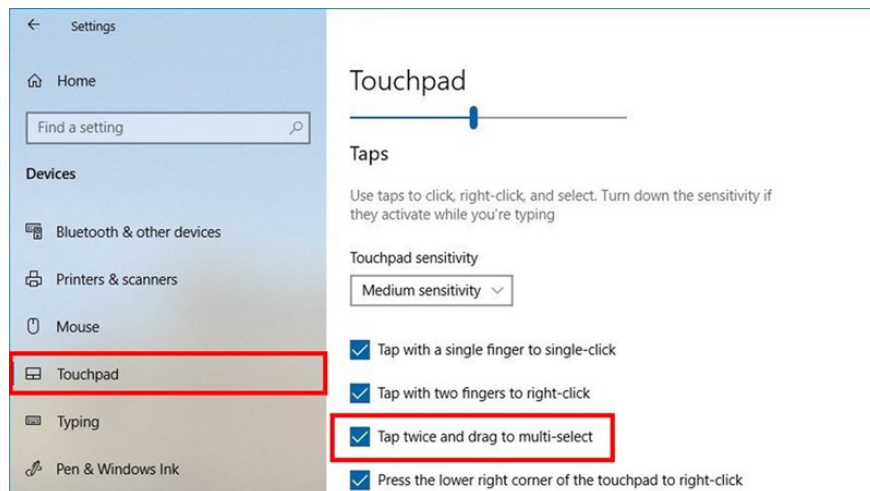 Settings
Home
Find a setting
Devices
Bluetooth & other devices
Printers & scanners
Mouse
Touchpad
Typing
Pen & Windows Ink
Touchpad
Taps
Use taps to click, right-click, and select. Turn down the sensitivity if
they activate while you're typing
Touchpad sensitivity
Medium sensitivity
Tap with a single finger to single-click
Tap with two fingers to right-click
Tap twice and drag to multi-select
Press the lower right corner of the touchpad to right-click